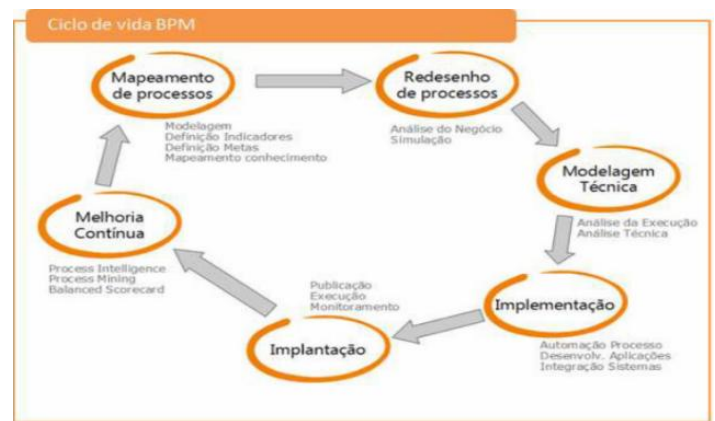 Ciclo de vida BPM
Mapeamento
de processos
Modelagem
Definição Indicadores
Definição Metas
Mapeamento conhecimento
Redesenho
de processos
Análise do Negócio
Simulação
Modelagem
Técnica
Análise da Execução
Análise Técnica
Implementação
Automação Processo
Desenvolv. Aplicações
Integração Sistemas
Publicação
Execução
Monitoramento
Implantação
Melhoria
Contínua
Process Intelligence
Process Mining
Balanced Scorecard